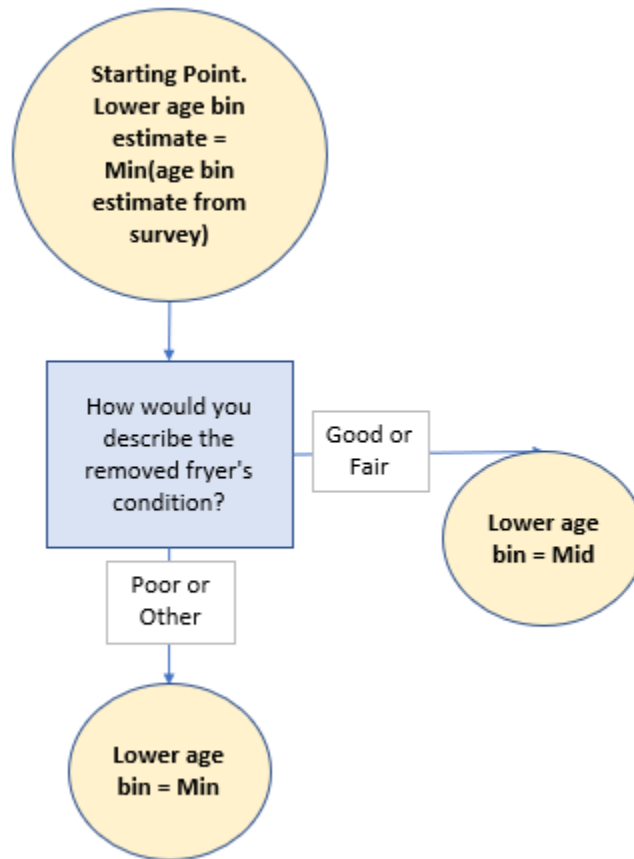 Starting Point.
Lower age bin
estimate =
Min(age bin
estimate from
survey)
How would you
describe the
removed fryer's
condition?
Good or
Fair
Lower age
bin = Mid
Poor or
Other
Lower age
bin = Min